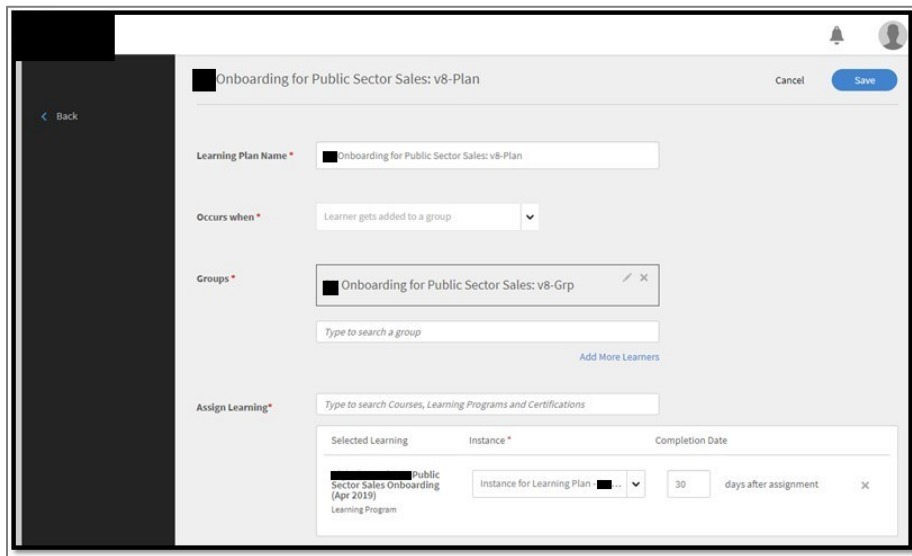 Onboarding for Public Sector Sales: v8-Plan
Cancel
Save
Back
Learning Plan Name *
Onboarding for Public Sector Sales: v8-Plan
Occurs when *
Learner gets added to a group
Groups *
Onboarding for Public Sector Sales: v8-Grp
Type to search a group
Add More Learners
Assign Learning*
Type to search Courses, Learning Programs and Certifications
Selected Learning Instance * Completion Date
Public
Sector Sales Onboarding
(Apr 2019)
Learning Program
Instance for Learning Plan - ...
30 days after assignment